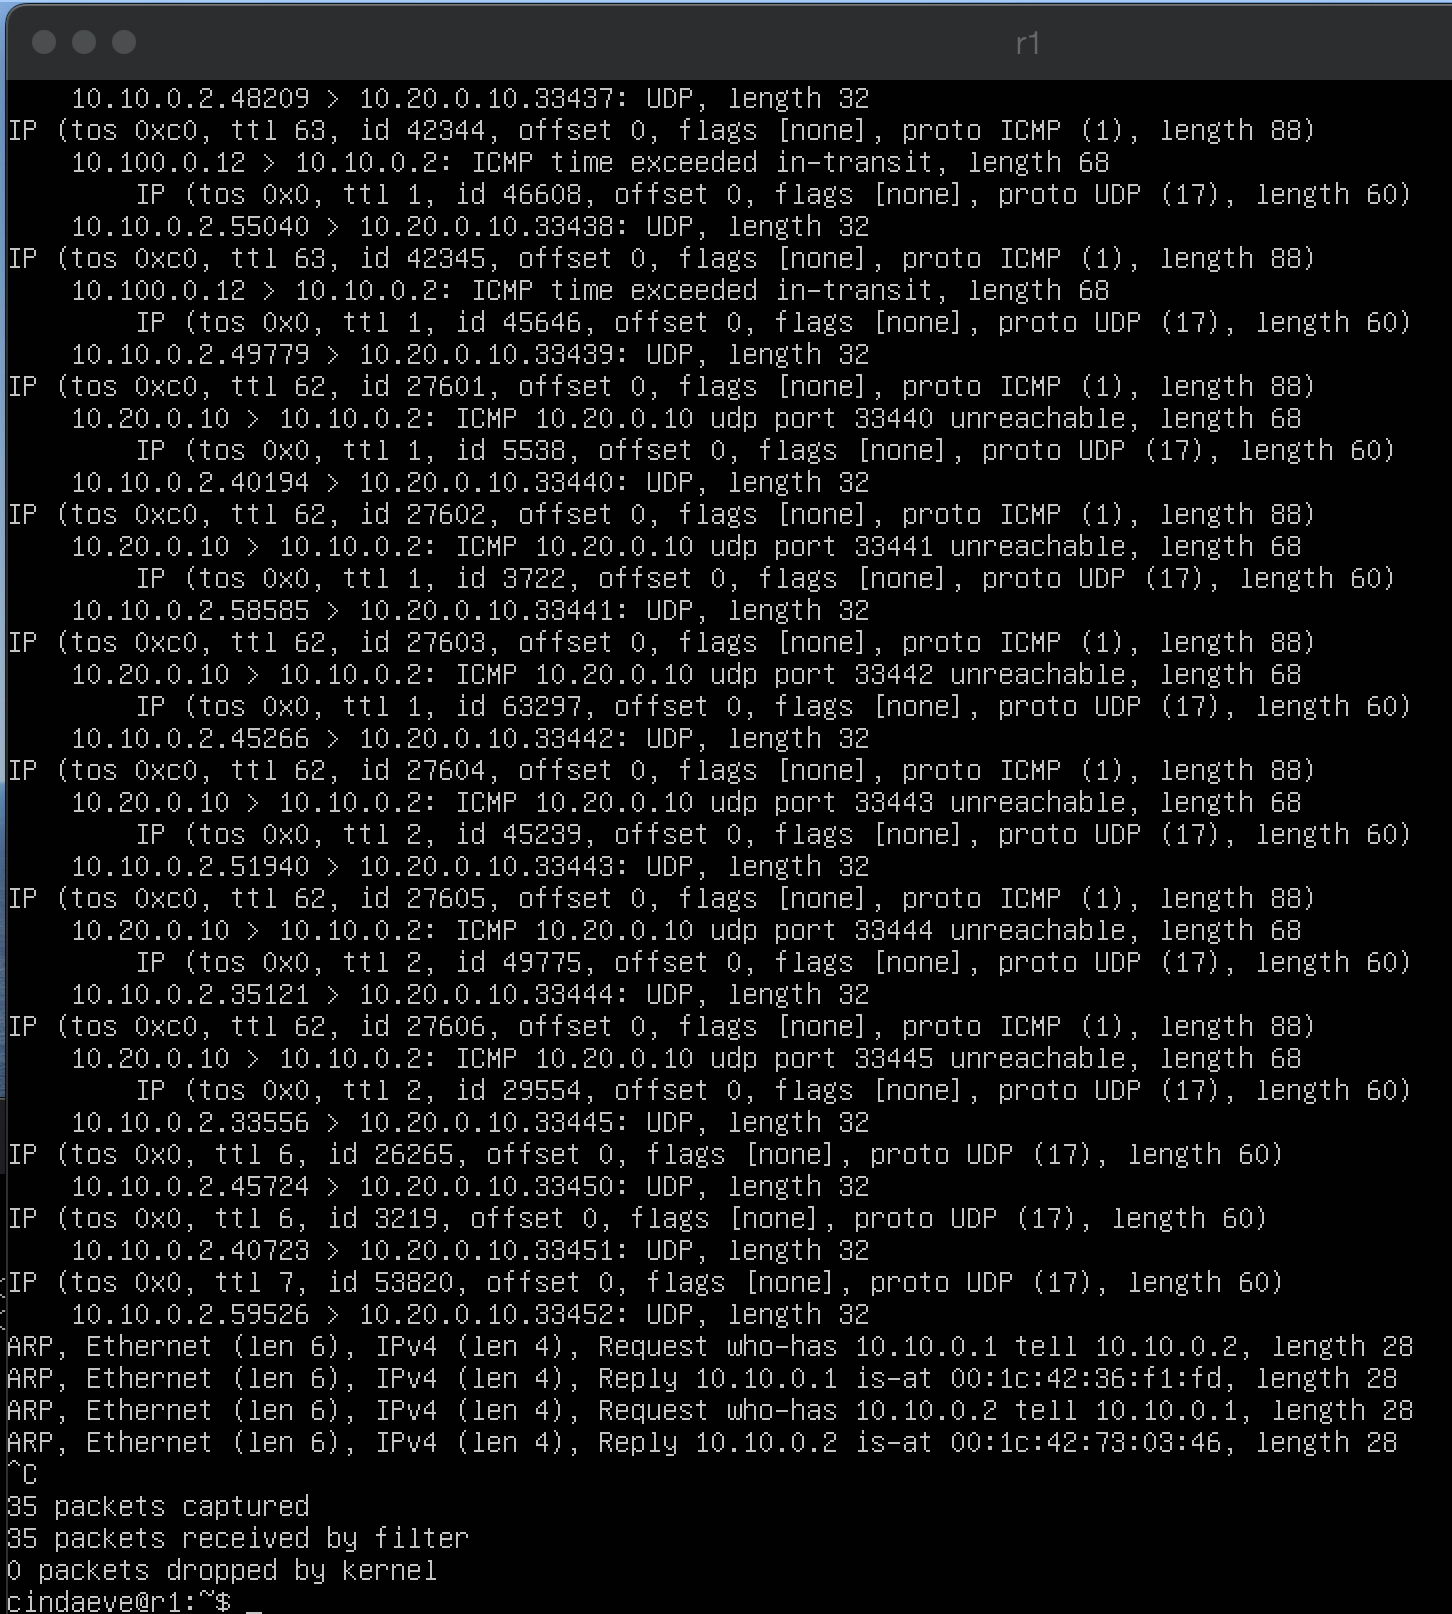 r1
10.10.0.2.48209 > 10.20.0.10.33437: UDP, length 32
IP (tos 0xc0, ttl 63, id 42344, offset 0, flags [none], proto ICMP (1), length 88)
10.100.0.12 > 10.10.0.2: ICMP time exceeded in-transit, length 68
IP (tos 0x0, ttl 1, id 46608, offset 0, flags [none], proto UDP (17), length 60)
10.10.0.2.55040 > 10.20.0.10.33438: UDP, length 32
IP (tos 0xc0, ttl 63, id 42345, offset 0, flags [none], proto ICMP (1), length 88)
10.100.0.12 > 10.10.0.2: ICMP time exceeded in-transit, length 68
IP (tos 0x0, ttl 1, id 45646, offset 0, flags [none], proto UDP (17), length 60)
10.10.0.2.49779 > 10.20.0.10.33439: UDP, length 32
IP (tos 0xc0, ttl 62, id 27601, offset 0, flags [none], proto ICMP (1), length 88)
10.20.0.10 > 10.10.0.2: ICMP 10.20.0.10 udp port 33440 unreachable, length 68
IP (tos 0x0, ttl 1, id 5538, offset 0, flags [none], proto UDP (17), length 60)
10.10.0.2.40194 > 10.20.0.10.33440: UDP, length 32
IP (tos 0xc0, ttl 62, id 27602, offset 0, flags [none], proto ICMP (1), length 88)
10.20.0.10 > 10.10.0.2: ICMP 10.20.0.10 udp port 33441 unreachable, length 68
IP (tos 0x0, ttl 1, id 3722, offset 0, flags [none], proto UDP (17), length 60)
10.10.0.2.58585 > 10.20.0.10.33441: UDP, length 32
IP (tos 0xc0, ttl 62, id 27603, offset 0, flags [none], proto ICMP (1), length 88)
10.20.0.10 > 10.10.0.2: ICMP 10.20.0.10 udp port 33442 unreachable, length 68
IP (tos 0x0, ttl 1, id 63297, offset 0, flags [none], proto UDP (17), length 60)
10.10.0.2.45266 > 10.20.0.10.33442: UDP, length 32
IP (tos 0xc0, ttl 62, id 27604, offset 0, flags [none], proto ICMP (1), length 88)
10.20.0.10 > 10.10.0.2: ICMP 10.20.0.10 udp port 33443 unreachable, length 68
IP (tos 0x0, ttl 2, id 45239, offset 0, flags [none], proto UDP (17), length 60)
10.10.0.2.51940 > 10.20.0.10.33443: UDP, length 32
IP (tos 0xc0, ttl 62, id 27605, offset 0, flags [none], proto ICMP (1), length 88)
10.20.0.10 > 10.10.0.2: ICMP 10.20.0.10 udp port 33444 unreachable, length 68
IP (tos 0x0, ttl 2, id 49775, offset 0, flags [none], proto UDP (17), length 60)
10.10.0.2.35121 > 10.20.0.10.33444: UDP, length 32
IP (tos 0xc0, ttl 62, id 27606, offset 0, flags [none], proto ICMP (1), length 88)
10.20.0.10 > 10.10.0.2: ICMP 10.20.0.10 udp port 33445 unreachable, length 68
IP (tos 0x0, ttl 2, id 29554, offset 0, flags [none], proto UDP (17), length 60)
10.10.0.2.33556 > 10.20.0.10.33445: UDP, length 32
IP (tos 0x0, ttl 6, id 26265, offset 0, flags [none], proto UDP (17), length 60)
10.10.0.2.45724 > 10.20.0.10.33450: UDP, length 32
IP (tos 0x0, ttl 6, id 3219, offset 0, flags [none], proto UDP (17), length 60)
10.10.0.2.40723 > 10.20.0.10.33451: UDP, length 32
IP (tos 0x0, ttl 7, id 53820, offset 0, flags [none], proto UDP (17), length 60)
10.10.0.2.59526 > 10.20.0.10.33452: UDP, length 32
ARP, Ethernet (len 6), IPv4 (len 4), Request who-has 10.10.0.1 tell 10.10.0.2, length 28
ARP, Ethernet (len 6), IPv4 (len 4), Reply 10.10.0.1 is-at 00:1c:42:36:f1:fd, length 28
ARP, Ethernet (len 6), IPv4 (len 4), Request who-has 10.10.0.2 tell 10.10.0.1, length 28
ARP, Ethernet (len 6), IPv4 (len 4), Reply 10.10.0.2 is-at 00:1c:42:73:03:46, length 28
^C
35 packets captured
35 packets received by filter
0 packets dropped by kernel
cindaeve@r1:~$ _